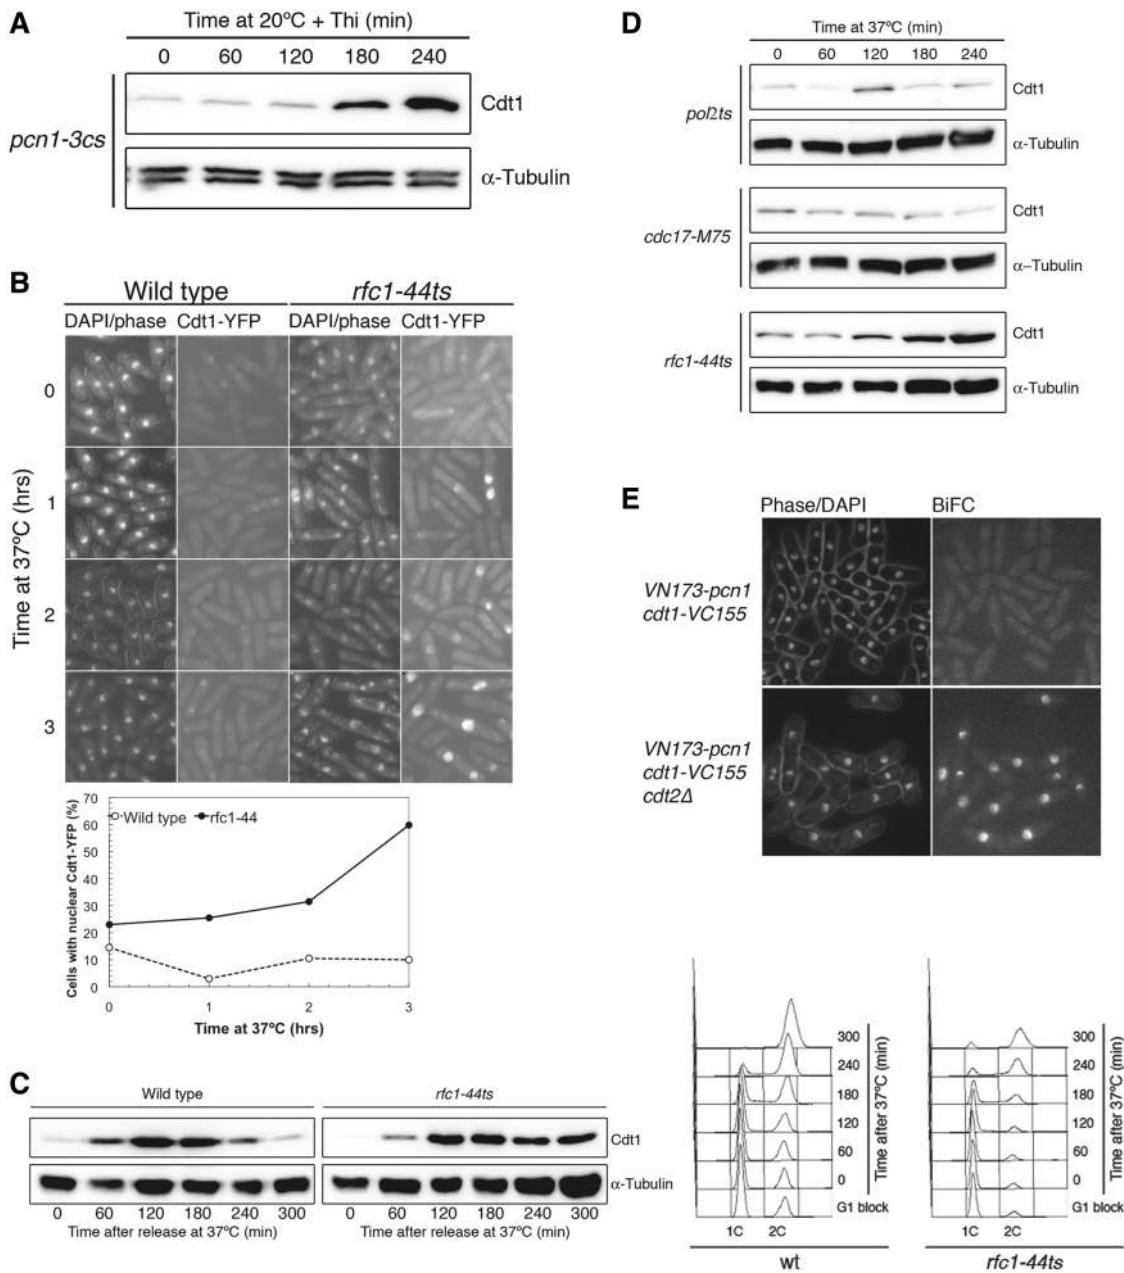 A
Time at 20ºC + Thi (min)
0 60 120 180 240
Cdt1
pcn1-3cs
α-Tubulin
B
Wild type rfc1-44ts
DAPI/phase Cdt1-YFP DAPI/phase Cdt1-YFP
Time at 37ºC (hrs)
0
1
2
3
Cells with nuclear Cdt1-YFP (%)
70
60
50
40
30
20
10
0
Wild type rfc1-44
0 1 2 3
Time at 37ºC (hrs)
C
Wild type rfc1-44ts
Cdt1
α-Tubulin
0 60 120 180 240 300 0 60 120 180 240 300
Time after release at 37ºC (min) Time after release at 37ºC (min)
D
Time at 37ºC (min)
0 60 120 180 240
pol2ts
Cdt1
α-Tubulin
cdc17-M75
Cdt1
α–Tubulin
rfc1-44ts
Cdt1
α-Tubulin
E
Phase/DAPI BiFC
VN173-pcn1
cdt1-VC155
VN173-pcn1
cdt1-VC155
cdt2Δ
300
240
180
120
60
0
G1 block
Time after 37ºC (min)
1C 2C
wt
300
240
180
120
60
0
G1 block
Time after 37ºC (min)
1C 2C
rfc1-44ts